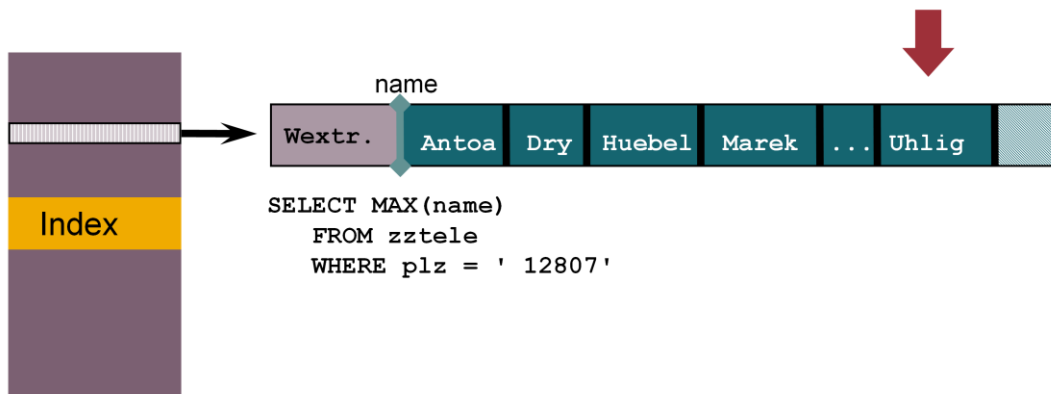 name
Wextr. Antoa Dry Huebel Marek ... Uhlig
Index
SELECT MAX(name)
FROM zztele
WHERE plz = ' 12807'